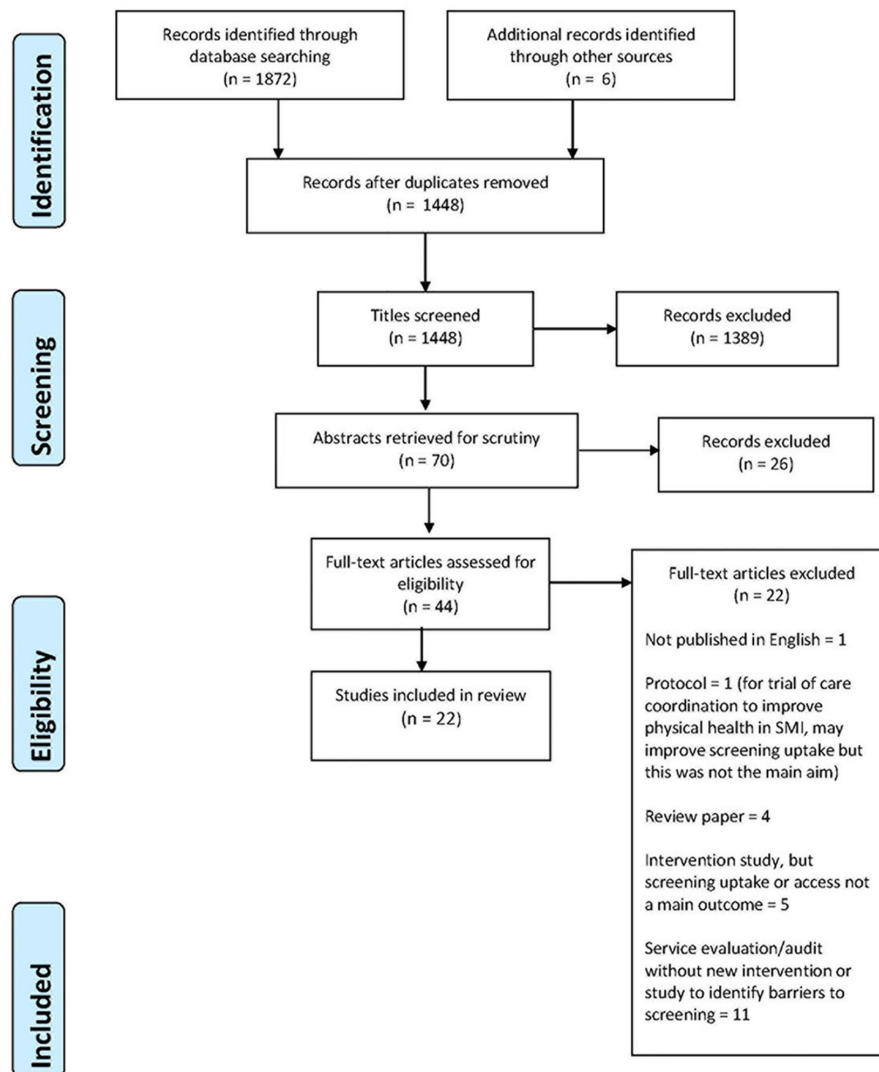 Records identified through
database searching
(n = 1872)
Additional records identified
through other sources
(n = 6)
Identification
Records after duplicates removed
(n = 1448)
Screening
Titles screened
(n = 1448)
Records excluded
(n = 1389)
Abstracts retrieved for scrutiny
(n = 70)
Records excluded
(n = 26)
Eligibility
Full-text articles assessed for
eligibility
(n = 44)
Full-text articles excluded
(n = 22)
Not published in English = 1
Protocol = 1 (for trial of care
coordination to improve
physical health in SMI, may
improve screening uptake but
this was not the main aim)
Review paper = 4
Intervention study, but
screening uptake or access not
a main outcome = 5
Service evaluation/audit
without new intervention or
study to identify barriers to
screening = 11
Studies included in review
(n = 22)
Included